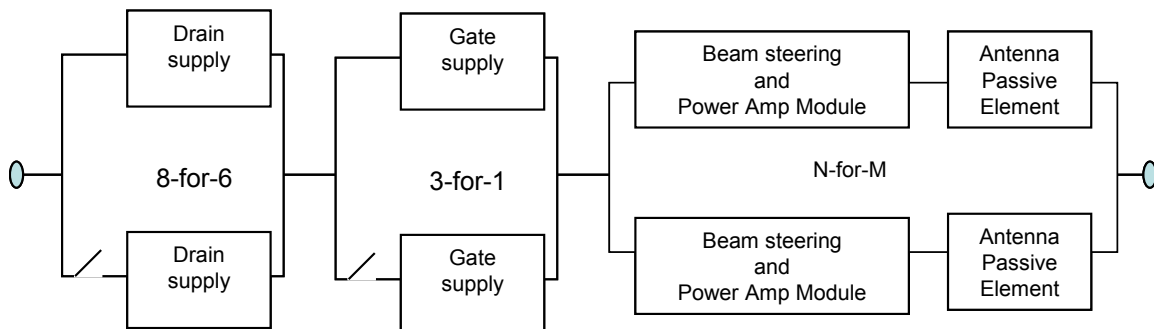 Drain
supply
Gate
supply
Beam steering
and
Power Amp Module
Antenna
Passive
Element
8-for-6
3-for-1
N-for-M
Drain
supply
Gate
supply
Beam steering
and
Power Amp Module
Antenna
Passive
Element